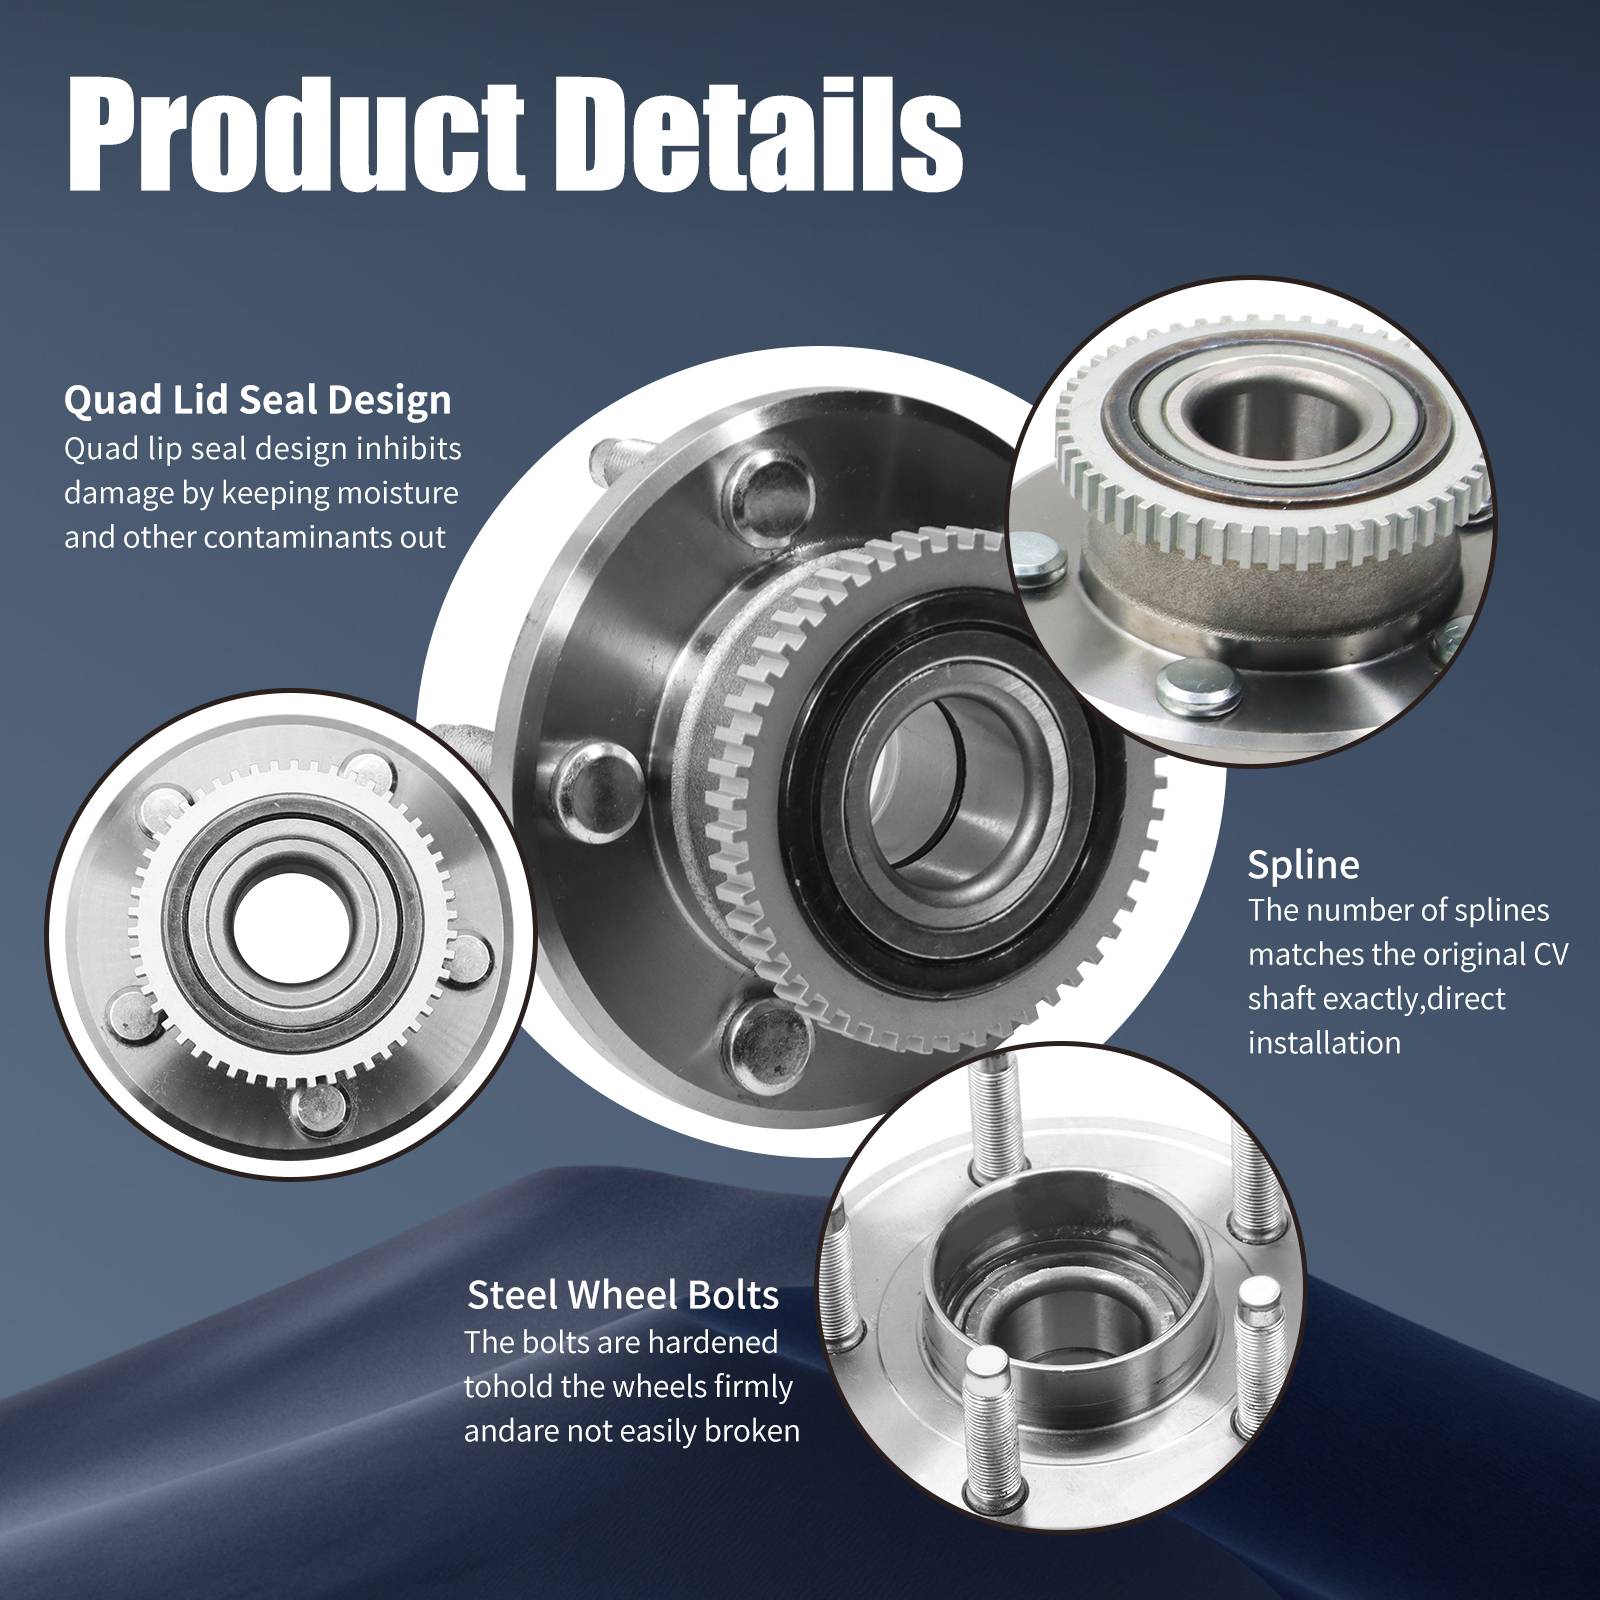 Product Details
Quad Lid Seal Design
Quad lip seal design inhibits
damage by keeping moisture
and other contaminants out
Spline
The number of splines
matches the original CV
shaft exactly,direct
installation
Steel Wheel Bolts
The bolts are hardened
tohold the wheels firmly
andare not easily broken